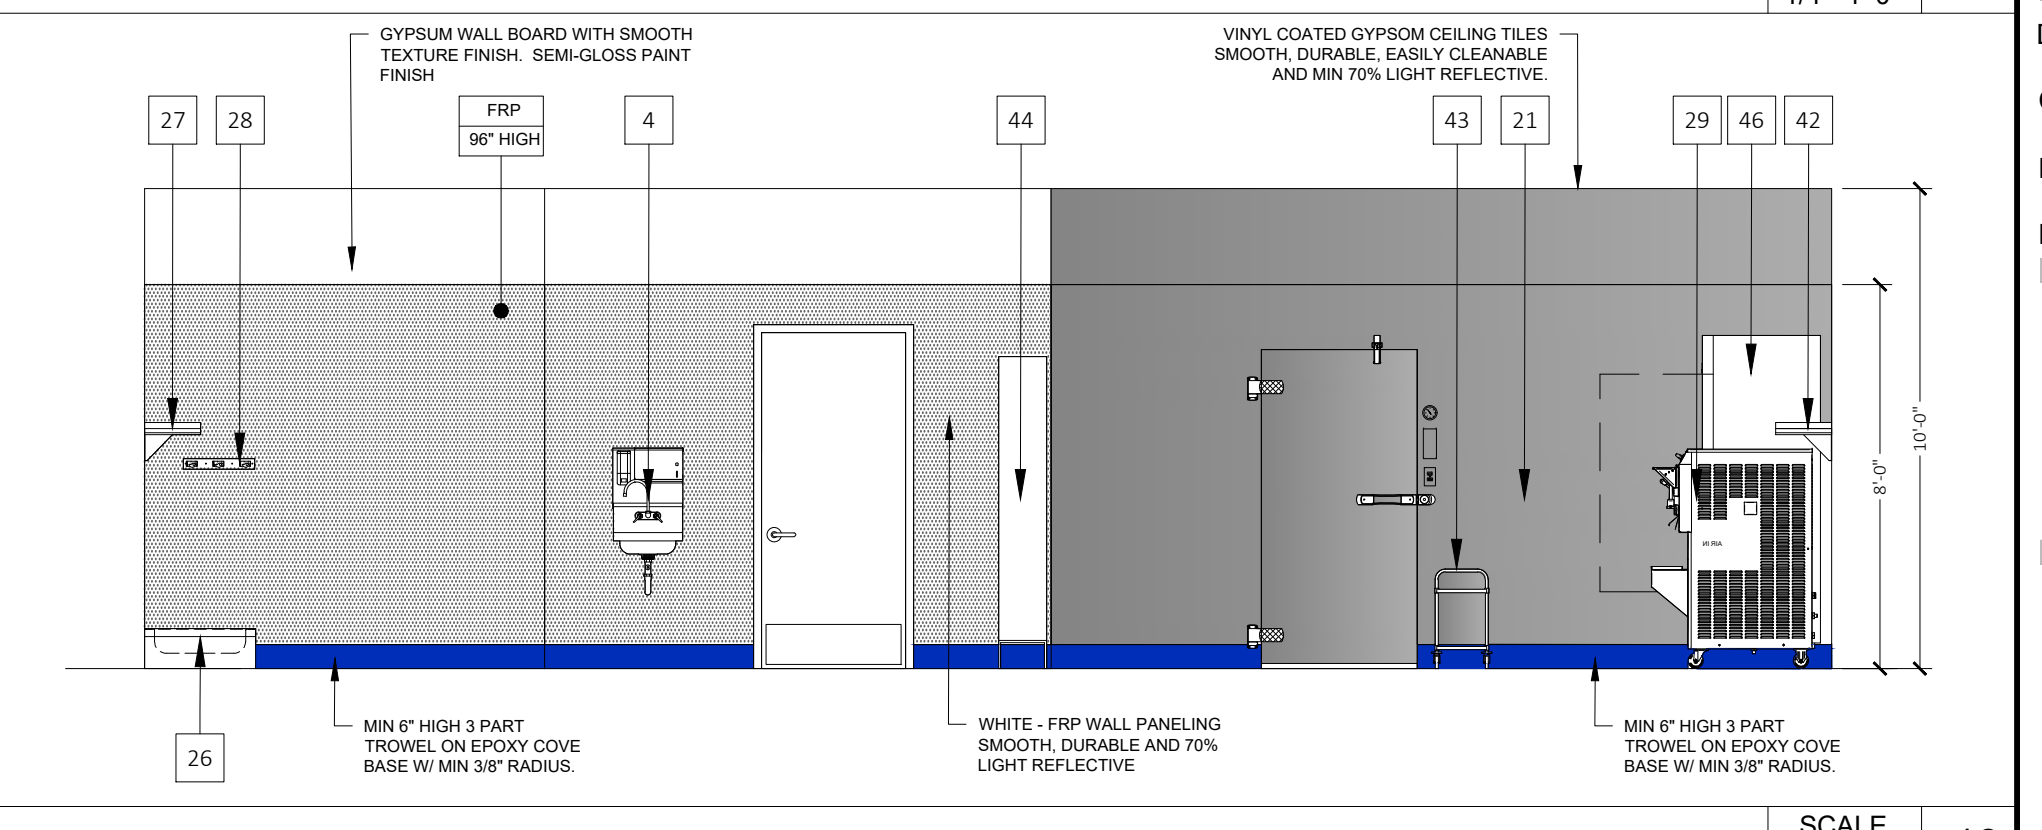 GYPSUM WALL BOARD WITH SMOOTH
TEXTURE FINISH.  SEMI-GLOSS PAINT
FINISH
VINYL COATED GYPSOM CEILING TILES
SMOOTH, DURABLE, EASILY CLEANABLE
AND MIN 70% LIGHT REFLECTIVE.
27
28
FRP
96" HIGH
4
44
43
21
29
46
42
10'-0"
8'-0"
AIR IN
26
MIN 6" HIGH 3 PART
TROWEL ON EPOXY COVE
BASE W/ MIN 3/8" RADIUS.
WHITE - FRP WALL PANELING
SMOOTH, DURABLE AND 70%
LIGHT REFLECTIVE
MIN 6" HIGH 3 PART
TROWEL ON EPOXY COVE
BASE W/ MIN 3/8" RADIUS.
SCALE